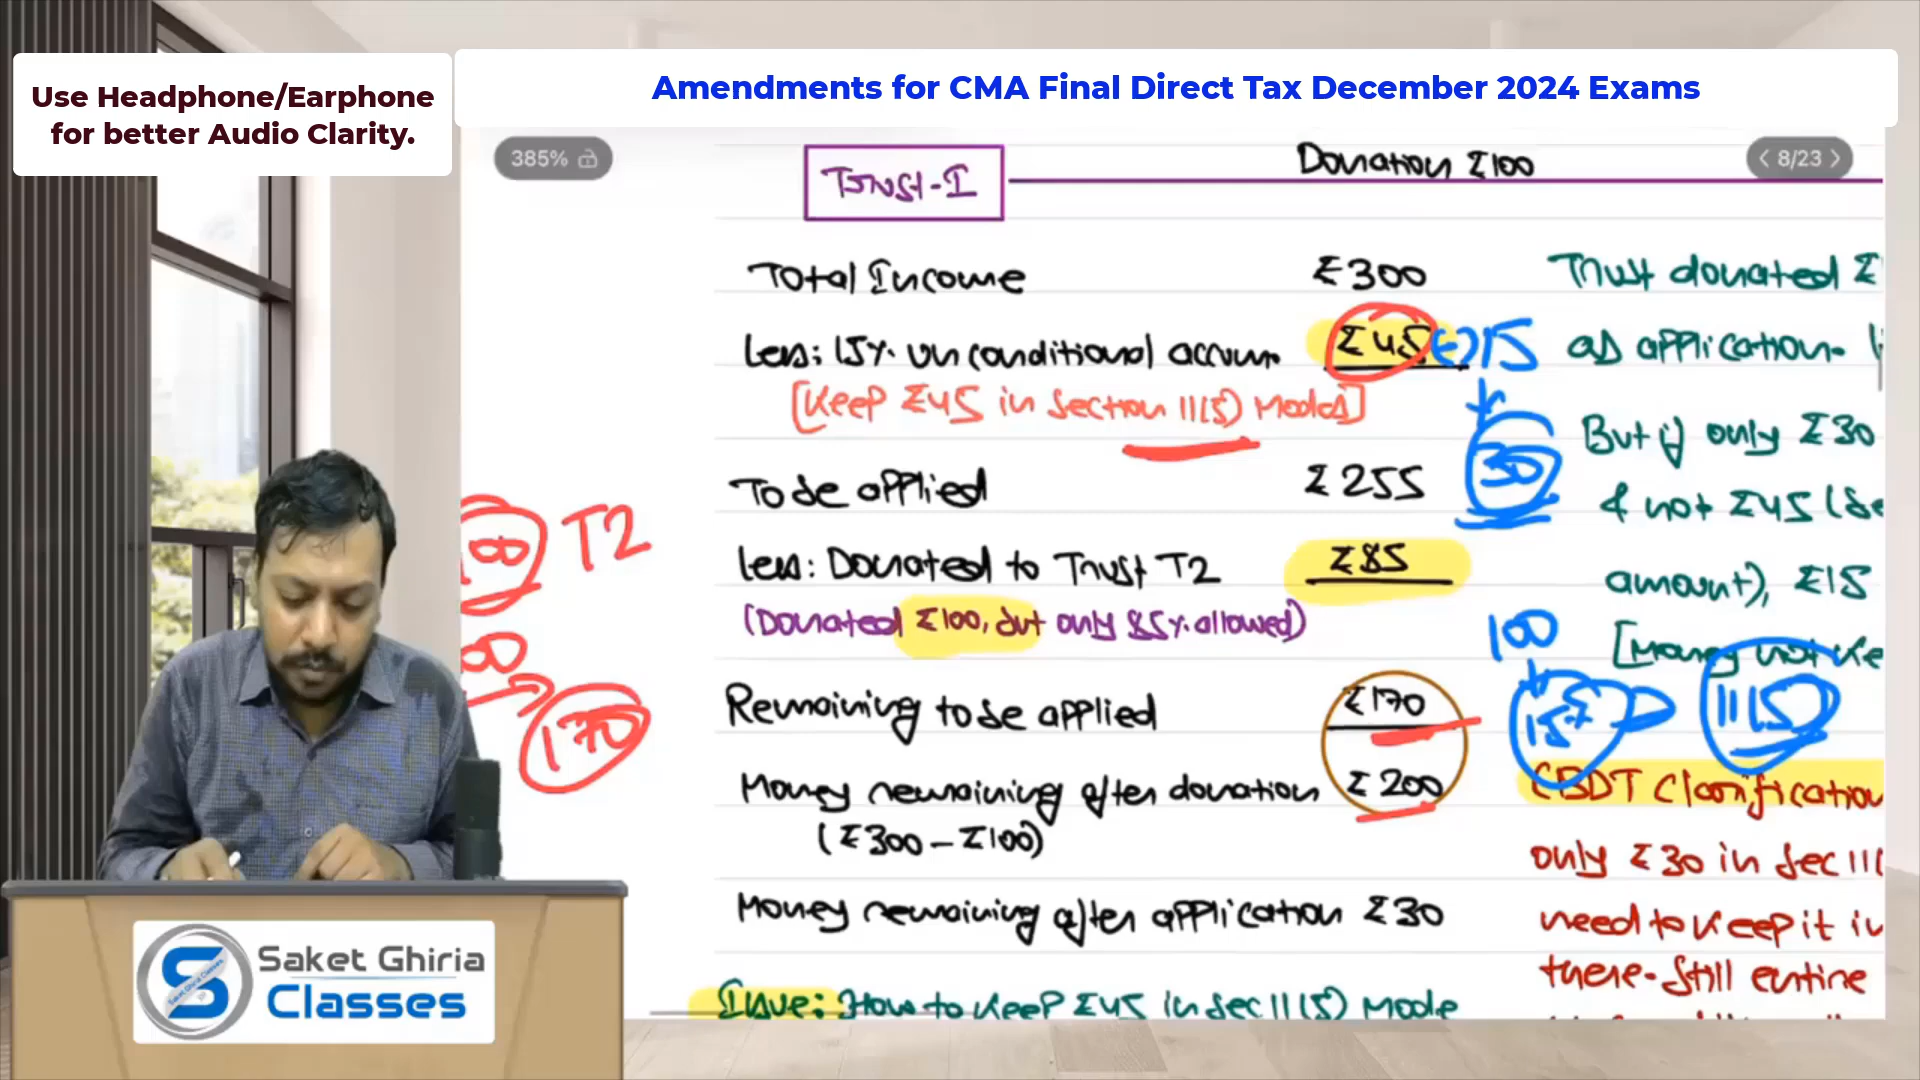 Use Headphone/Earphone
for better Audio Clarity.
Amendments for CMA Final Direct Tax December 2024 Exams
385%
8/23
Trust-I
Donation ₹100
Total Income ₹300
Less: 15% unconditional accum ₹45 (-) 15
[Keep ₹45 in Section 11(5) Modes]
30
To be applied ₹255
Less: Donated to Trust T2 ₹85
(Donated ₹100, but only 85% allowed)
Remaining to be applied ₹170
Money remaining after donation ₹200
(₹300 - ₹100)
Money remaining after application ₹30
Issue: How to keep ₹45 in Sec 11(5) Mode
T2
170
100
15%
115
Trust donated
as application.
But if only ₹30
& not ₹45
amount), ₹15
[Money not
CBDT Clarification
only ₹30 in Sec 11(
need to keep it
there. Still entire
Saket Ghiria
Classes